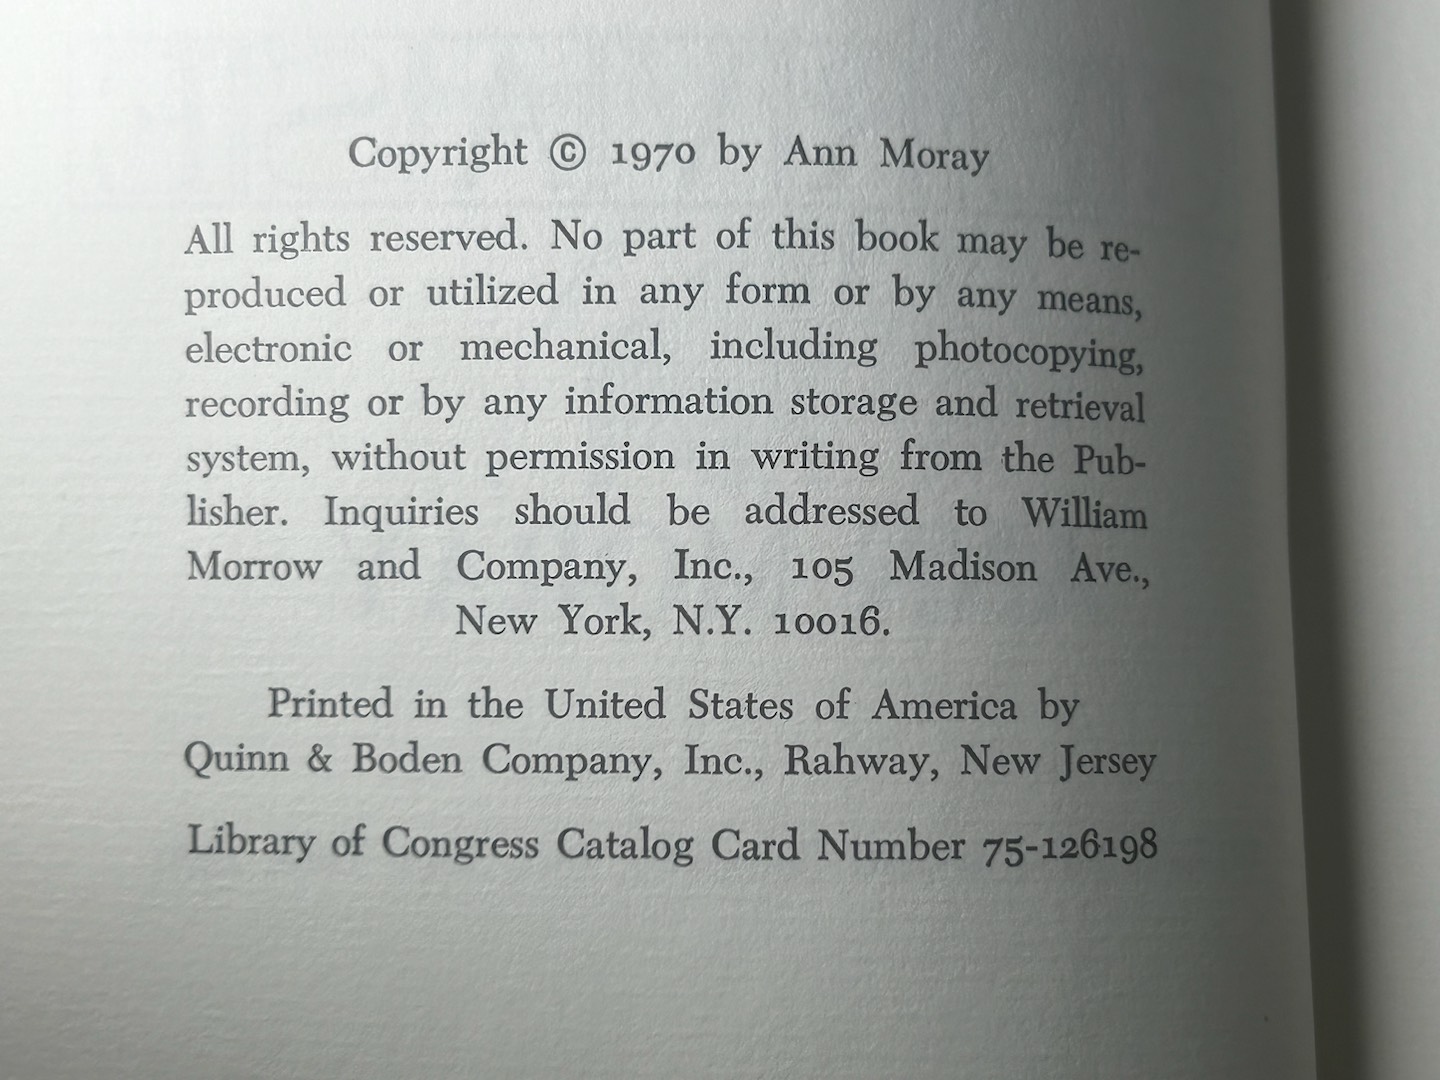 Copyright © 1970 by Ann Moray
All rights reserved. No part of this book may be re-
produced or utilized in any form or by any means,
electronic or mechanical, including photocopying,
recording or by any information storage and retrieval
system, without permission in writing from the Pub-
lisher. Inquiries should be addressed to William
Morrow and Company, Inc., 105 Madison Ave.,
New York, N.Y. 10016.
Printed in the United States of America by
Quinn & Boden Company, Inc., Rahway, New Jersey
Library of Congress Catalog Card Number 75-126198